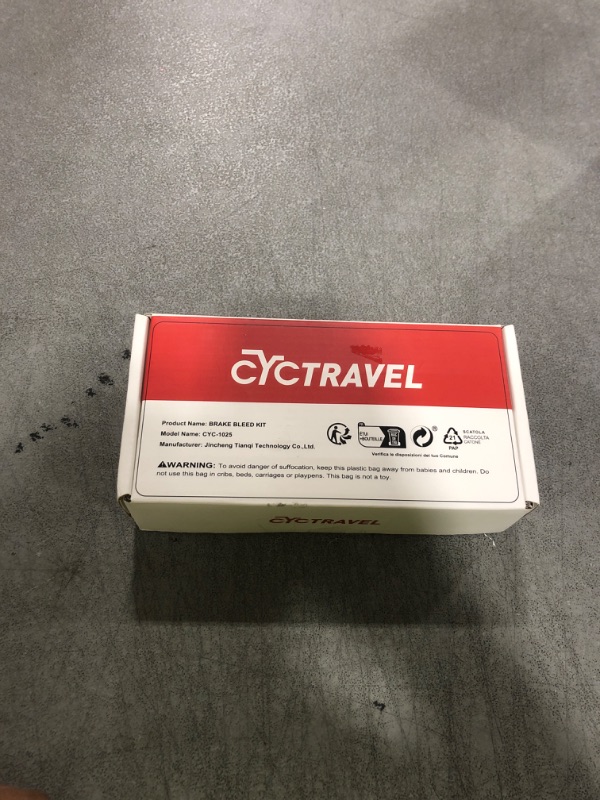 CYCTRAVEL
Product Name: BRAKE BLEED KIT
Model Name: CYC-1025
Manufacturer: Jincheng Tianqi Technology Co.,Ltd.
ÉTUI
21
PAP
SCATOLA
RACCOLTA
CARTA
Verifica le disposizioni del tuo Comune
⚠WARNING: To avoid danger of suffocation, keep this plastic bag away from babies and children. Do
not use this bag in cribs, beds, carriages or playpens. This bag is not a toy.
CYCTRAVEL